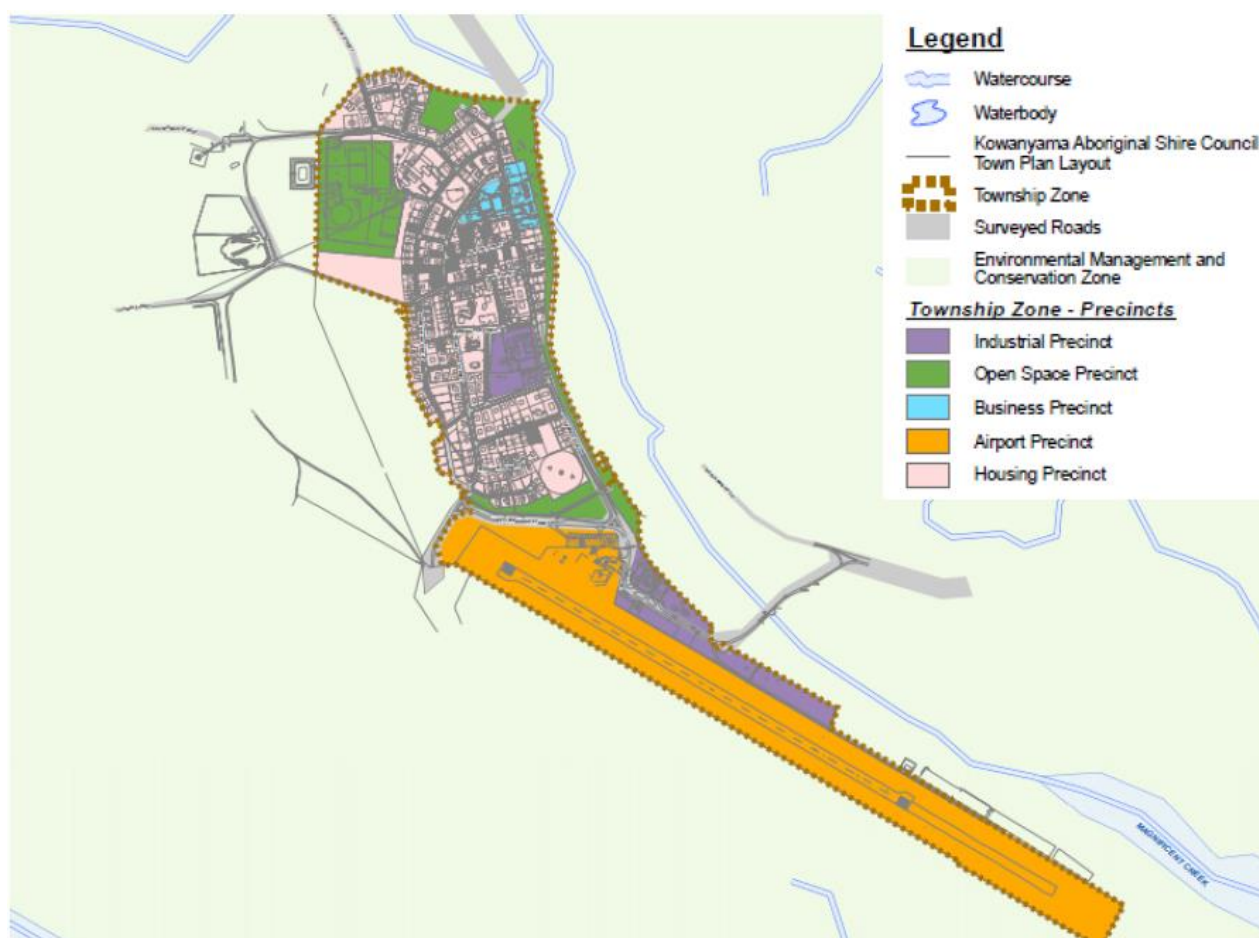 Legend
Watercourse
Waterbody
Kowanyama Aboriginal Shire Council
Town Plan Layout
Township Zone
Surveyed Roads
Environmental Management and
Conservation Zone
Township Zone - Precincts
Industrial Precinct
Open Space Precinct
Business Precinct
Airport Precinct
Housing Precinct
MAGNIFICENT CREEK